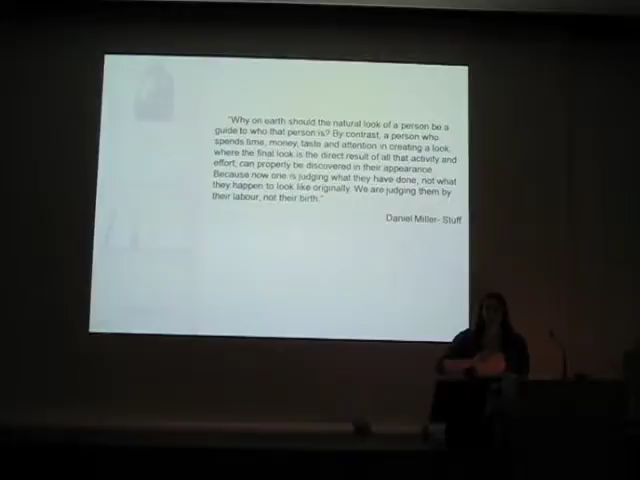 "Why on earth should the natural look of a person be a
guide to who that person is? By contrast, a person who
spends time, money, taste and attention in creating a look,
where the final look is the direct result of all that activity and
effort, can properly be discovered in their appearance.
Because now one is judging what they have done, not what
they happen to look like originally. We are judging them by
their labour, not their birth."
Daniel Miller- Stuff